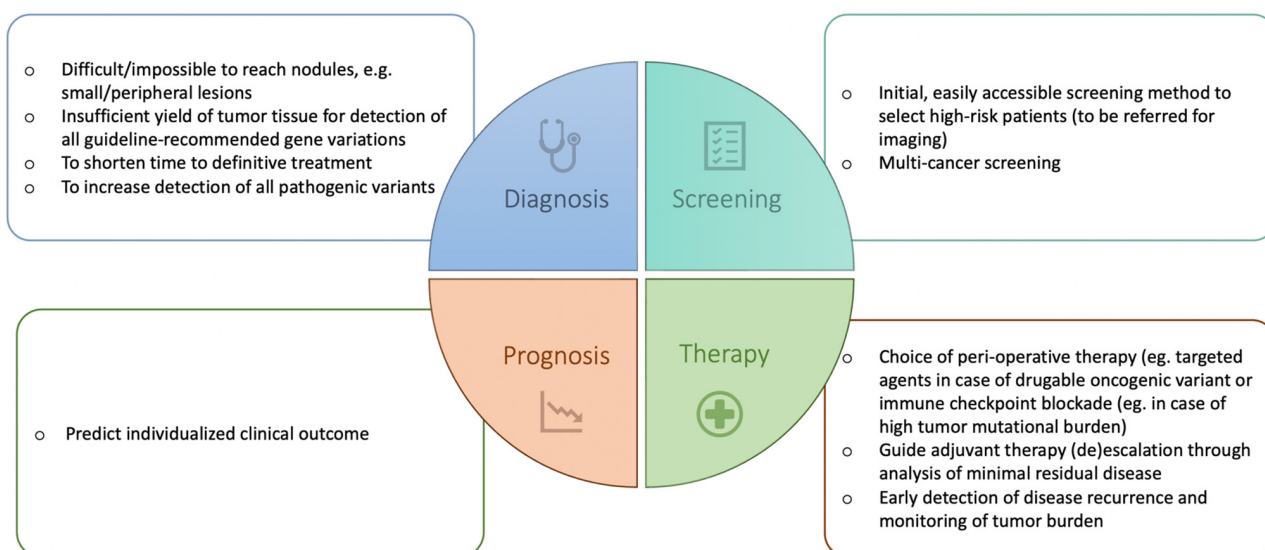 ○ Difficult/impossible to reach nodules, e.g.
small/peripheral lesions
○ Insufficient yield of tumor tissue for detection of
all guideline-recommended gene variations
○ To shorten time to definitive treatment
○ To increase detection of all pathogenic variants
Diagnosis
Screening
○ Initial, easily accessible screening method to
select high-risk patients (to be referred for
imaging)
○ Multi-cancer screening
○ Predict individualized clinical outcome
Prognosis
Therapy
○ Choice of peri-operative therapy (eg. targeted
agents in case of drugable oncogenic variant or
immune checkpoint blockade (eg. in case of
high tumor mutational burden)
○ Guide adjuvant therapy (de)escalation through
analysis of minimal residual disease
○ Early detection of disease recurrence and
monitoring of tumor burden